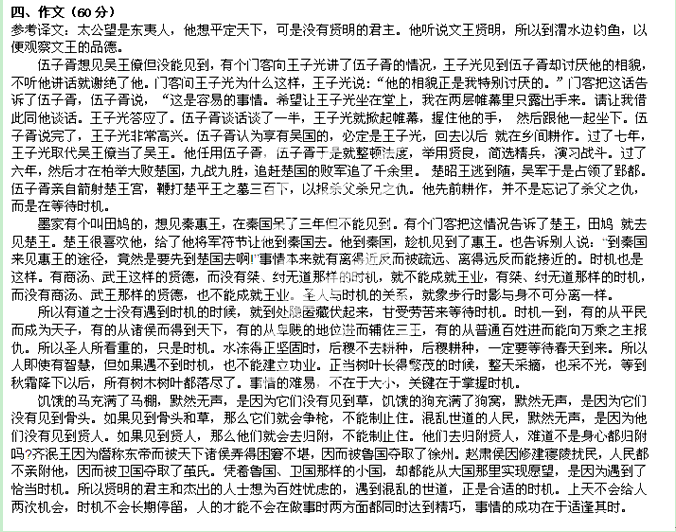 四、作文（60分）
参考译文：太公望是东夷人，他想平定天下，可是没有贤明的君主。他听说文王贤明，所以到渭水边钓鱼，以
便观察文王的品德。
伍子胥想见吴王僚但没能见到，有个门客向王子光讲了伍子胥的情况，王子光见到伍子胥却讨厌他的相貌，
不听他讲话就谢绝了他。门客问王子光为什么这样，王子光说：“他的相貌正是我特别讨厌的。”门客把这话告
诉了伍子胥，伍子胥说，“这是容易的事情。希望让王子光坐在堂上，我在两层帷幕里只露出手来。请让我借
此同他谈话。王子光答应了。伍子胥谈话谈了一半，王子光就掀起帷幕，握住他的手， 然后跟他一起坐下。伍
子胥说完了，王子光非常高兴。伍子胥认为享有吴国的，必定是王子光，回去以后 就在乡间耕作。过了七年，
王子光取代吴王僚当了吴王。他任用伍子胥，伍子胥于是就整顿法度，举用贤良，简选精兵，演习战斗。过了
六年，然后才在柏举大败楚国，九战九胜，追赶楚国的败军追了千余里。 楚昭王逃到随，吴军于是占领了郢都。
伍子胥亲自箭射楚王宫，鞭打楚平王之墓三百下，以报杀父杀兄之仇。他先前耕作，并不是忘记了杀父之仇，
而是在等待时机。
墨家有个叫田鸠的，想见秦惠王，在秦国呆了三年但不能见到。有个门客把这情况告诉了楚王，田鸠 就去
见楚王。楚王很喜欢他，给了他将军符节让他到秦国去。他到秦国，趁机见到了惠王。也告诉别人说：“到秦国
来见惠王的途径，竟然是要先到楚国去啊!”事情本来就有离得近反而被疏远、离得远反而能接近的。时机也是
这样。有商汤、武王这样的贤德，而没有桀、纣无道那样的时机，就不能成就王业，有桀、纣无道那样的时机，
而没有商汤、武王那样的贤德，也不能成就王业。圣人与时机的关系，就象步行时影与身不可分离一样。
所以有道之士没有遇到时机的时候，就到处隐匿藏伏起来，甘受劳苦来等待时机。时机一到，有的从平民
而成为天子，有的从诸侯而得到天下，有的从卑贱的地位进而辅佐三王，有的从普通百姓进而能向万乘之主报
仇。所以圣人所看重的，只是时机。水冻得正坚固时，后稷不去耕种，后稷耕种，一定要等待春天到来。所以
人即使有智慧，但如果遇不到时机，也不能建立功业。正当树叶长得繁茂的时候，整天采摘，也采不光，等到
秋霜降下以后，所有树木树叶都落尽了。事情的难易，不在于大小，关键在于掌握时机。
饥饿的马充满了马棚，默然无声，是因为它们没有见到草，饥饿的狗充满了狗窝，默然无声，是因为它们
没有见到骨头。如果见到骨头和草，那么它们就会争抢，不能制止住。混乱世道的人民，默然无声，是因为他
们没有见到贤人。如果见到贤人，那么他们就会去归附，不能制止住。他们去归附贤人，难道不是身心都归附
吗?齐湣王因为僭称东帝而被天下诸侯弄得困窘不堪，因而被鲁国夺取了徐州。赵肃侯因修建寝陵扰民，人民都
不亲附他，因而被卫国夺取了茧氏。凭着鲁国、卫国那样的小国，却都能从大国那里实现愿望，是因为遇到了
恰当时机。所以贤明的君主和杰出的人士想为百姓忧虑的，遇到混乱的世道，正是合适的时机。上天不会给人
两次机会，时机不会长期停留，人的才能不会在做事时两方面都同时达到精巧，事情的成功在于适逢其时。